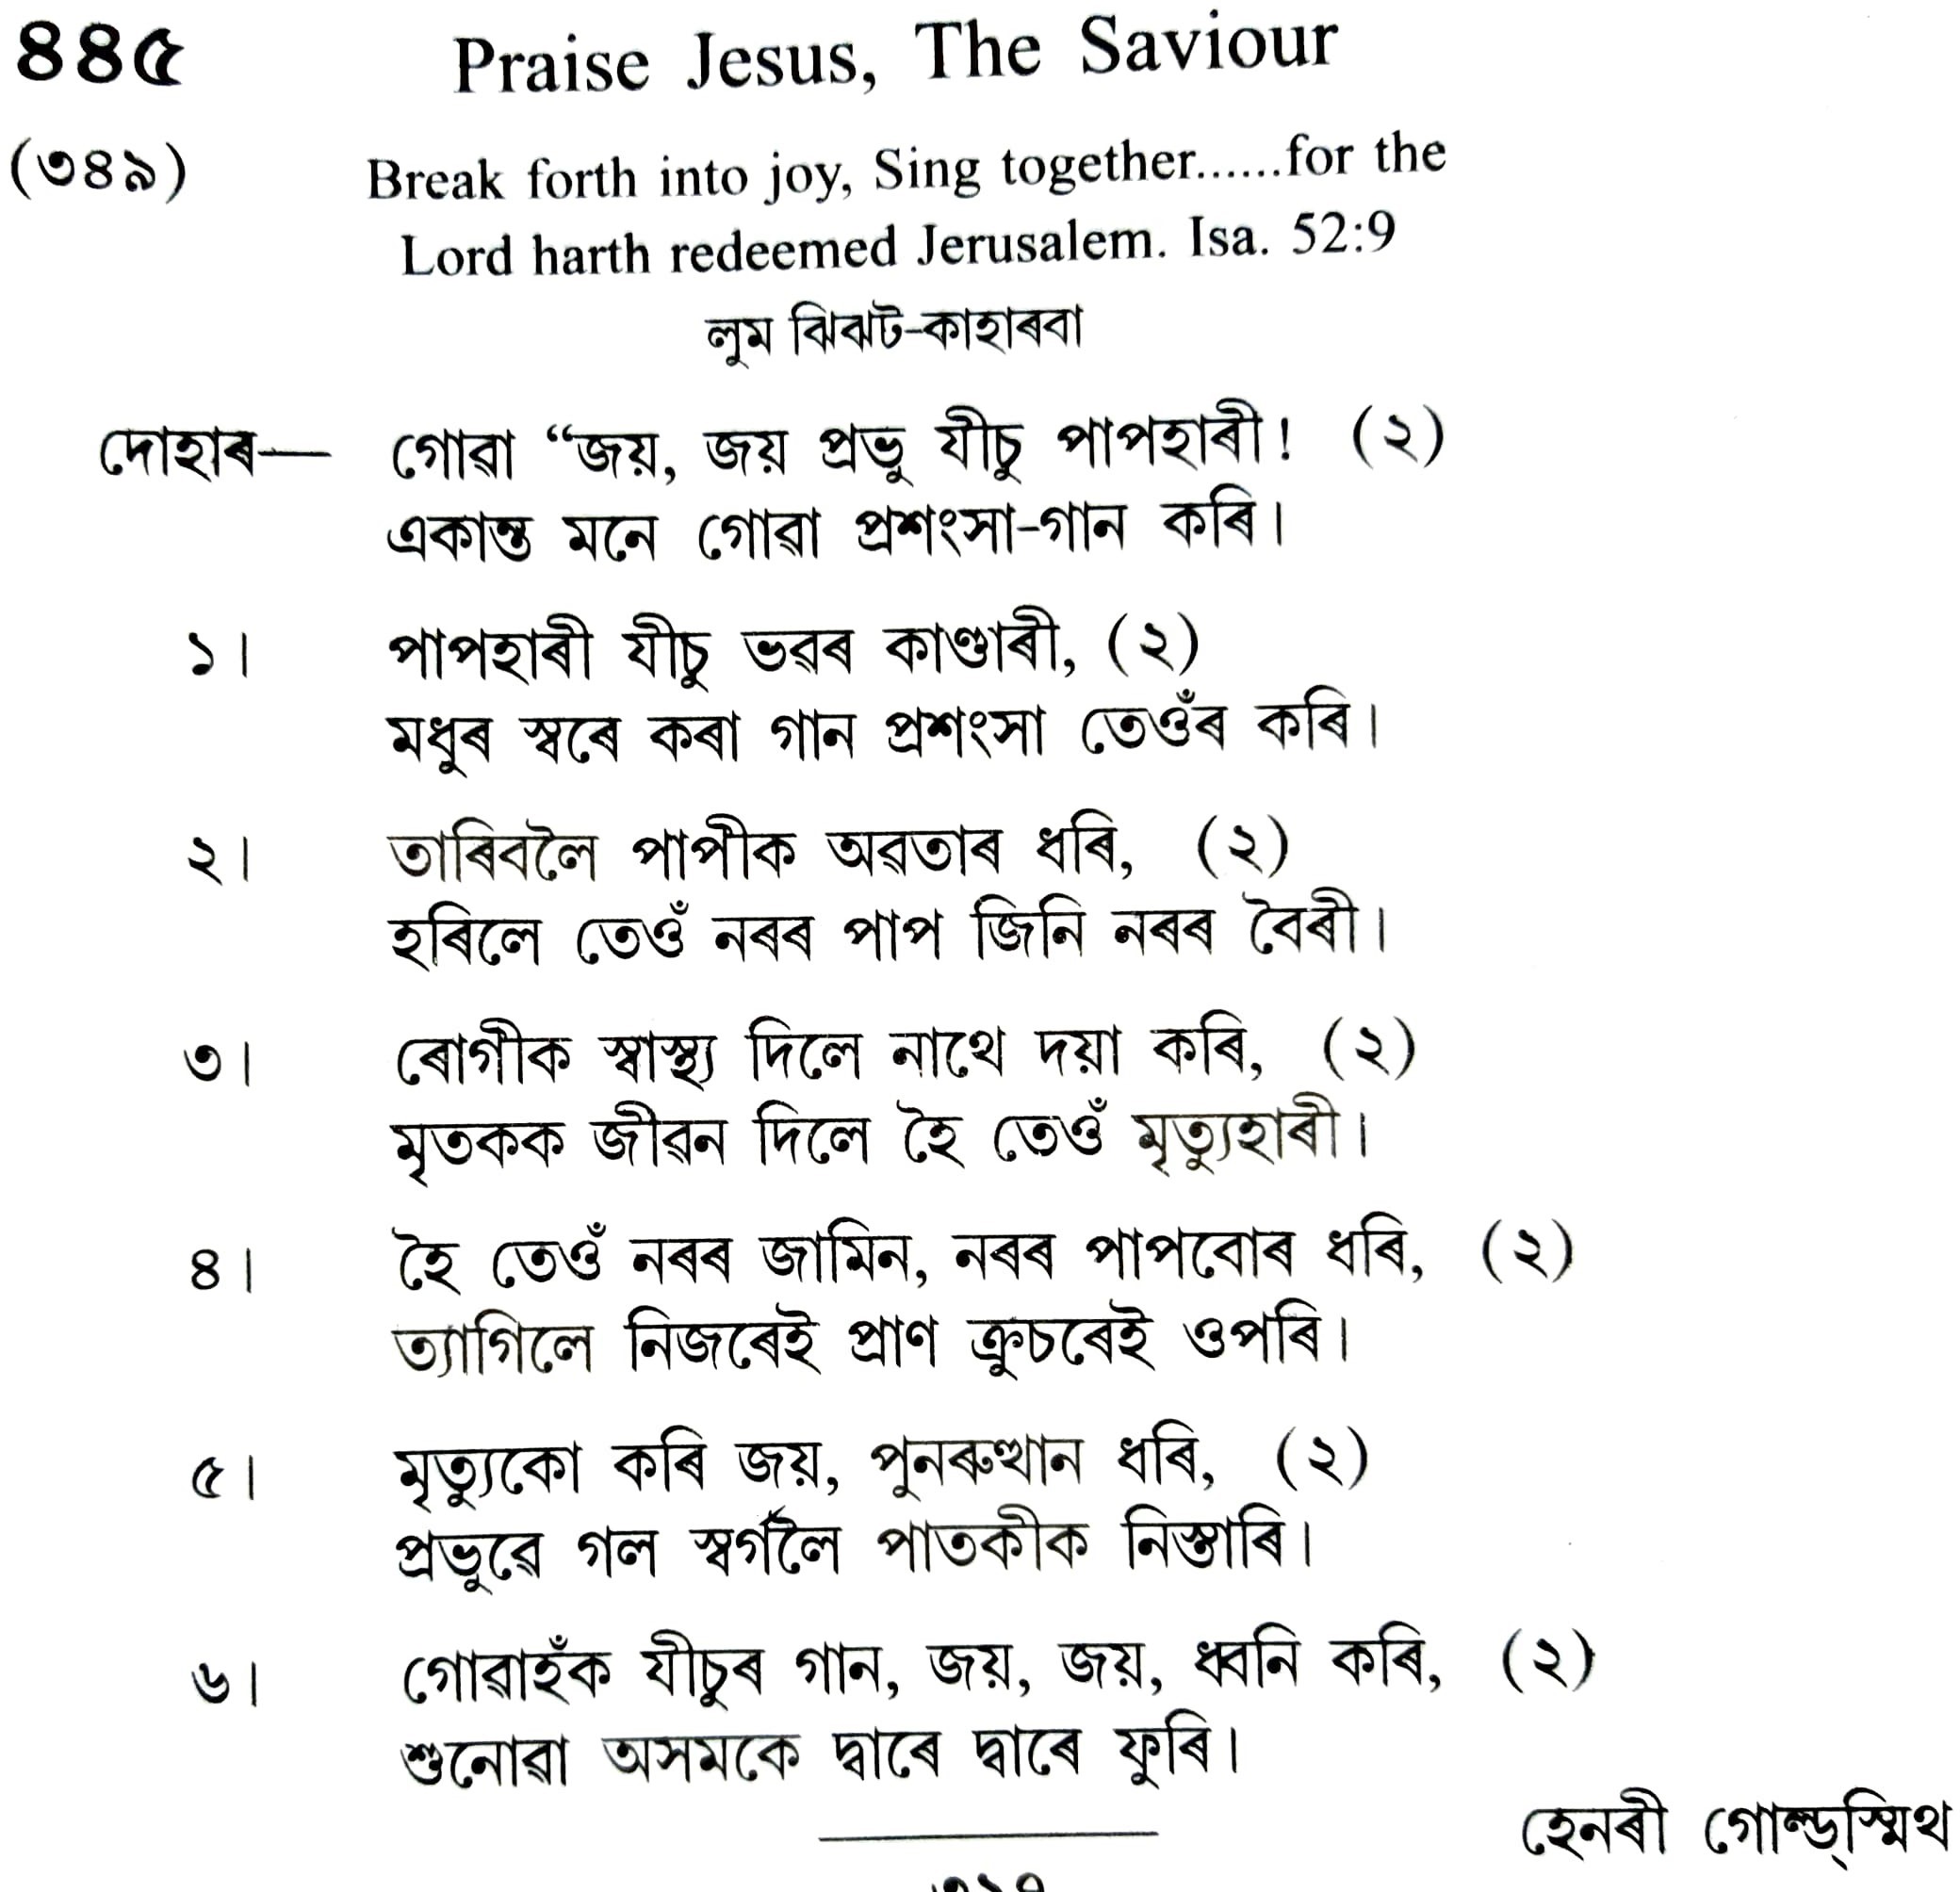 ৪৪৫ Praise Jesus, The Saviour
(৩৪৯) Break forth into joy, Sing together......for the
Lord harth redeemed Jerusalem. Isa. 52:9
লুম ঝিঝট-কাহাৰবা
দোহাৰ— গোৱা “জয়, জয় প্ৰভু যীচু পাপহাৰী! (২)
একান্ত মনে গোৱা প্ৰশংসা-গান কৰি।
১। পাপহাৰী যীচু ভৱৰ কাণ্ডাৰী, (২)
মধুৰ স্বৰে কৰা গান প্ৰশংসা তেওঁৰ কৰি।
২। তাৰিবলৈ পাপীক অৱতাৰ ধৰি, (২)
হৰিলে তেওঁ নৰৰ পাপ জিনি নৰৰ বৈৰী।
৩। ৰোগীক স্বাস্থ্য দিলে নাথে দয়া কৰি, (২)
মৃতকক জীৱন দিলে হৈ তেওঁ মৃত্যুহাৰী।
৪। হৈ তেওঁ নৰৰ জামিন, নৰৰ পাপবোৰ ধৰি, (২)
ত্যাগিলে নিজৰেই প্ৰাণ ক্ৰুচৰেই ওপৰি।
৫। মৃত্যুকো কৰি জয়, পুনৰুত্থান ধৰি, (২)
প্ৰভুৱে গল স্বৰ্গলৈ পাতকীক নিস্তাৰি।
৬। গোৱাহঁক যীচুৰ গান, জয়, জয়, ধ্বনি কৰি, (২)
শুনোৱা অসমকে দ্বাৰে দ্বাৰে ফুৰি।
হেনৰী গোল্ড্স্মিথ